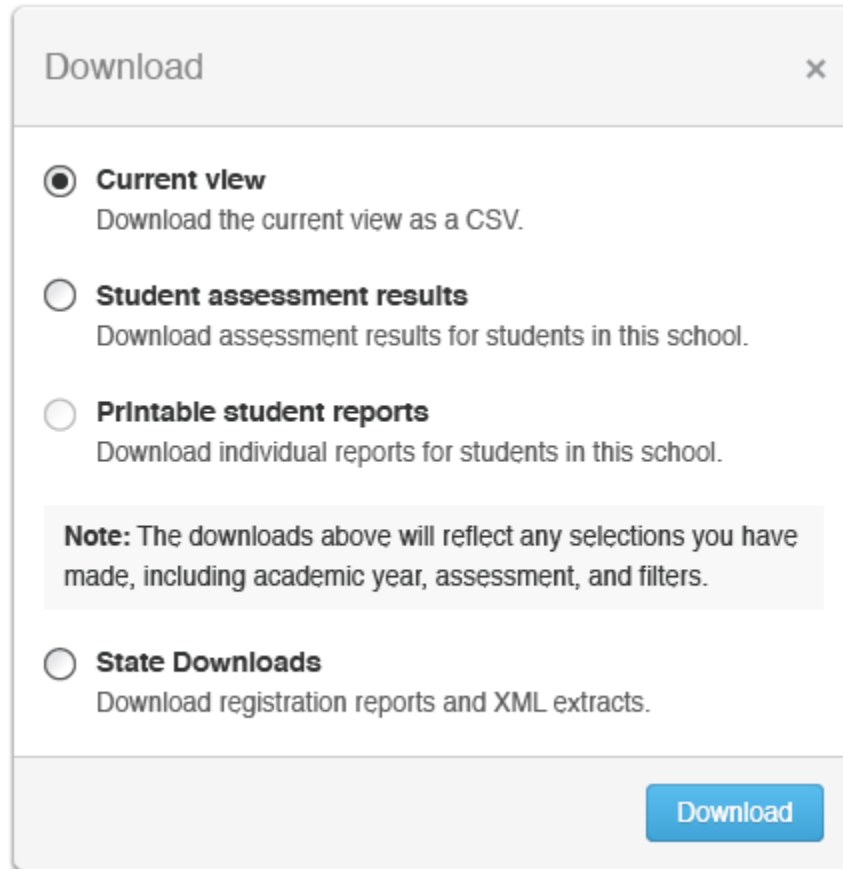 Download
×
Current view
Download the current view as a CSV.
Student assessment results
Download assessment results for students in this school.
Printable student reports
Download individual reports for students in this school.
Note: The downloads above will reflect any selections you have
made, including academic year, assessment, and filters.
State Downloads
Download registration reports and XML extracts.
Download